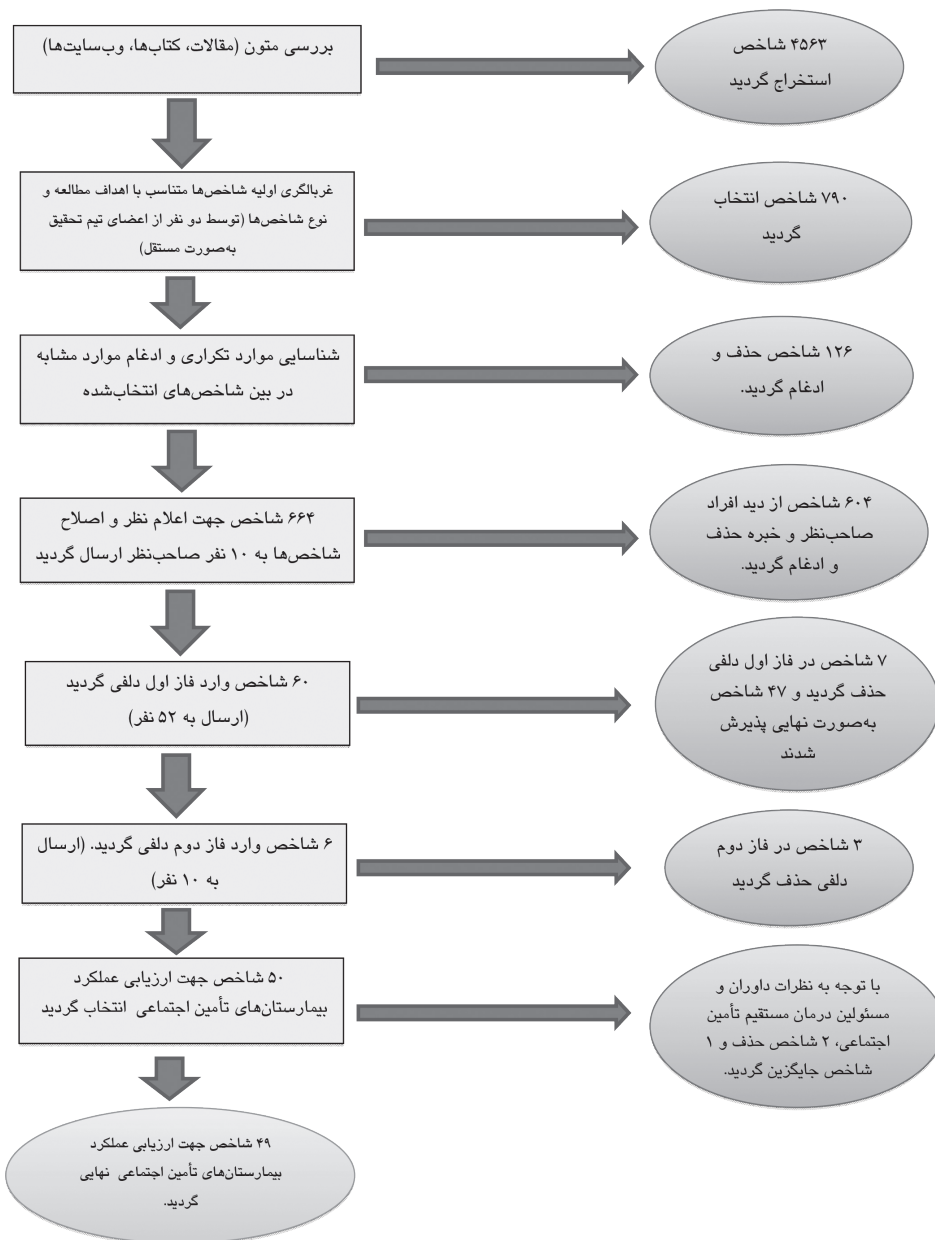 بررسی متون (مقالات، کتاب‌ها، وب‌سایت‌ها)
۴۵۶۳ شاخص
استخراج گردید
غربالگری اولیه شاخص‌ها متناسب با اهداف مطالعه و
نوع شاخص‌ها (توسط دو نفر از اعضای تیم تحقیق
به‌صورت مستقل)
۷۹۰ شاخص انتخاب
گردید
شناسایی موارد تکراری و ادغام موارد مشابه
در بین شاخص‌های انتخاب‌شده
۱۲۶ شاخص حذف و
ادغام گردید.
۶۶۴ شاخص جهت اعلام نظر و اصلاح
شاخص‌ها به ۱۰ نفر صاحب‌نظر ارسال گردید
۶۰۴ شاخص از دید افراد
صاحب‌نظر و خبره حذف
و ادغام گردید.
۶۰ شاخص وارد فاز اول دلفی گردید
(ارسال به ۵۲ نفر)
۷ شاخص در فاز اول دلفی
حذف گردید و ۴۷ شاخص
به‌صورت نهایی پذیرش
شدند
۶ شاخص وارد فاز دوم دلفی گردید. (ارسال
به ۱۰ نفر)
۳ شاخص در فاز دوم
دلفی حذف گردید
۵۰ شاخص جهت ارزیابی عملکرد
بیمارستان‌های تأمین اجتماعی انتخاب گردید
با توجه به نظرات داوران و
مسئولین درمان مستقیم تأمین
اجتماعی، ۲ شاخص حذف و ۱
شاخص جایگزین گردید.
۴۹ شاخص جهت ارزیابی عملکرد
بیمارستان‌های تأمین اجتماعی نهایی
گردید.